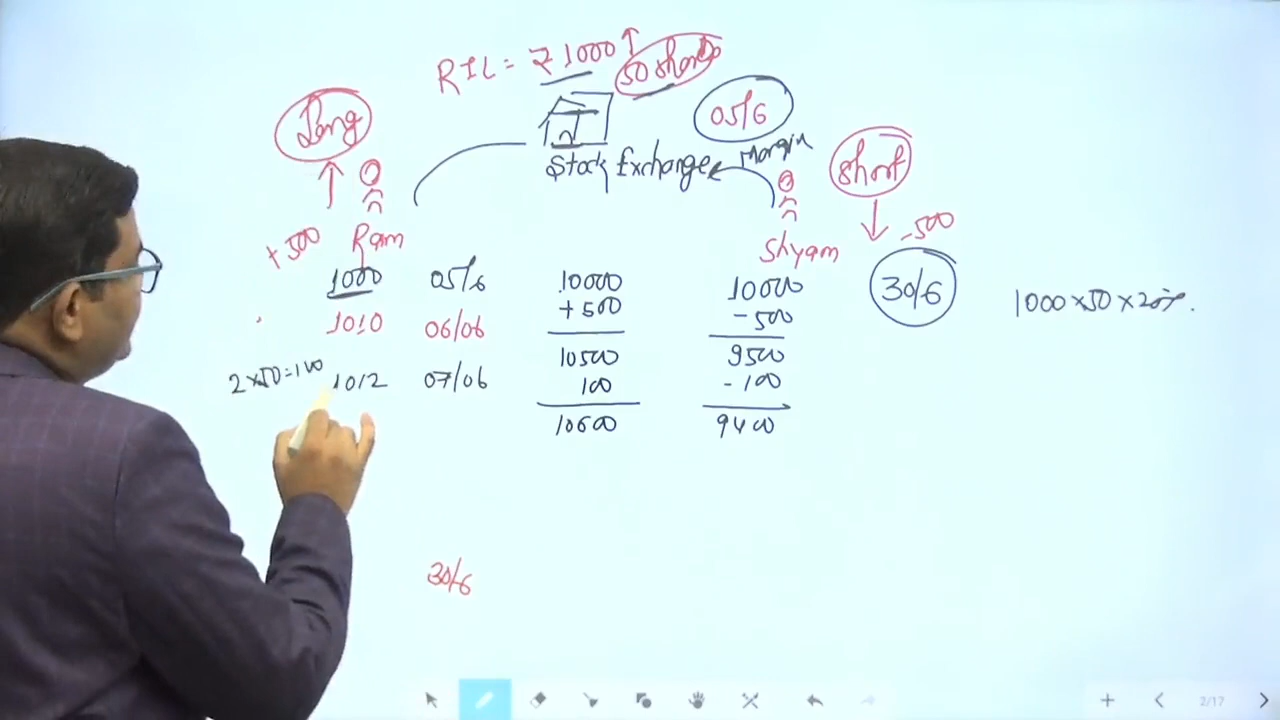 RIL = ₹ 1000 ↑
50 shares
Long
05/6
Stock Exchange
Margin
Short
+500
Ram
Shyam
-500
1000 05/6 10000 10000 30/6
+500 -500
1000 x 50 x 20%.
1010 06/06
10500 9500
2 x 50 = 100 1012 07/06 100 - 100
10600 9400
30/6
2/17